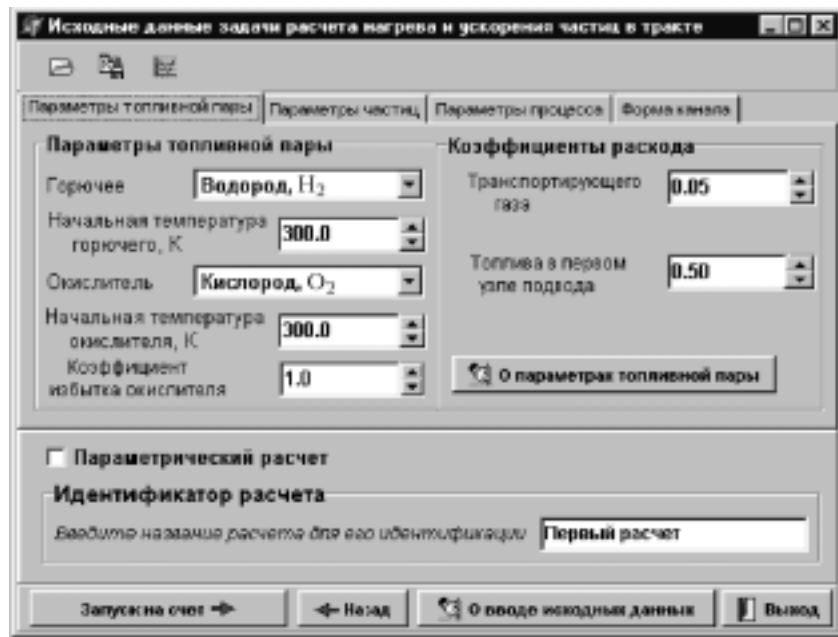 Исходные данные задачи расчета нагрева и ускорения частиц в тракте
Параметры топливной пары
Параметры частиц
Параметры процесса
Форма канала
Параметры топливной пары
Горючее
Водород, H₂
Начальная температура
горючего, К
300.0
Окислитель
Кислород, O₂
Начальная температура
окислителя, К
300.0
Коэффициент
избытка окислителя
1.0
Коэффициенты расхода
Транспортирующего
газа
0.05
Топлива в первом
узле подвода
0.50
О параметрах топливной пары
Параметрический расчет
Идентификатор расчета
Введите название расчета для его идентификации
Первый расчет
Запуск на счет
Назад
О вводе исходных данных
Выход